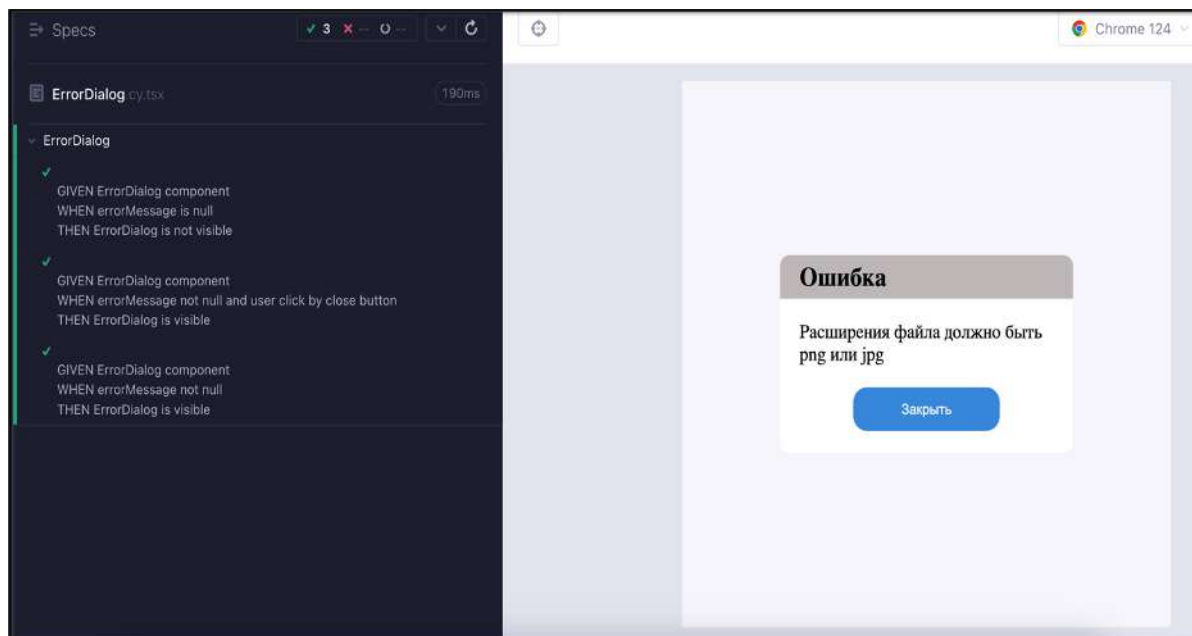 Specs
3 -- --
Chrome 124
ErrorDialog.cy.tsx
190ms
ErrorDialog
GIVEN ErrorDialog component
WHEN errorMessage is null
THEN ErrorDialog is not visible
GIVEN ErrorDialog component
WHEN errorMessage not null and user click by close button
THEN ErrorDialog is visible
GIVEN ErrorDialog component
WHEN errorMessage not null
THEN ErrorDialog is visible
Ошибка
Расширения файла должно быть
png или jpg
Закрыть